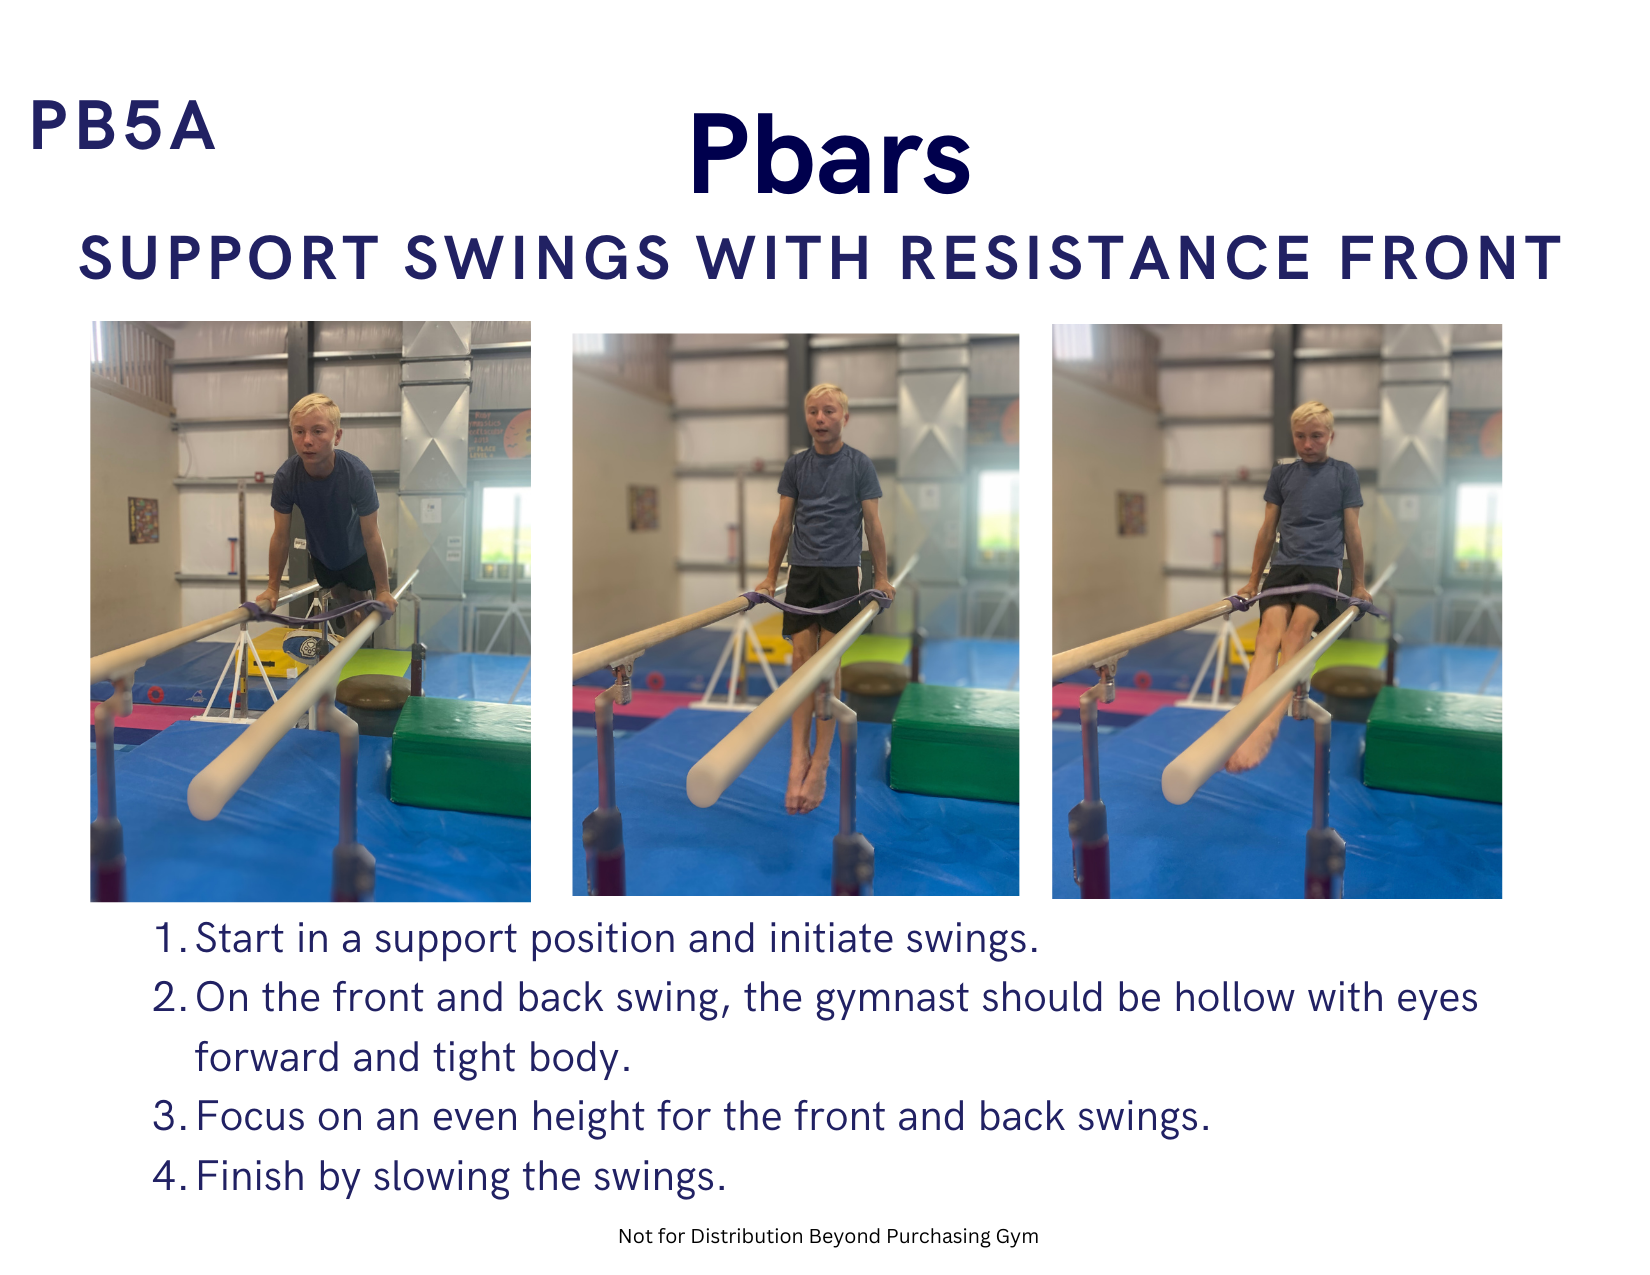 PB5A
Pbars
SUPPORT SWINGS WITH RESISTANCE FRONT
1. Start in a support position and initiate swings.
2. On the front and back swing, the gymnast should be hollow with eyes
forward and tight body.
3. Focus on an even height for the front and back swings.
4. Finish by slowing the swings.
Not for Distribution Beyond Purchasing Gym